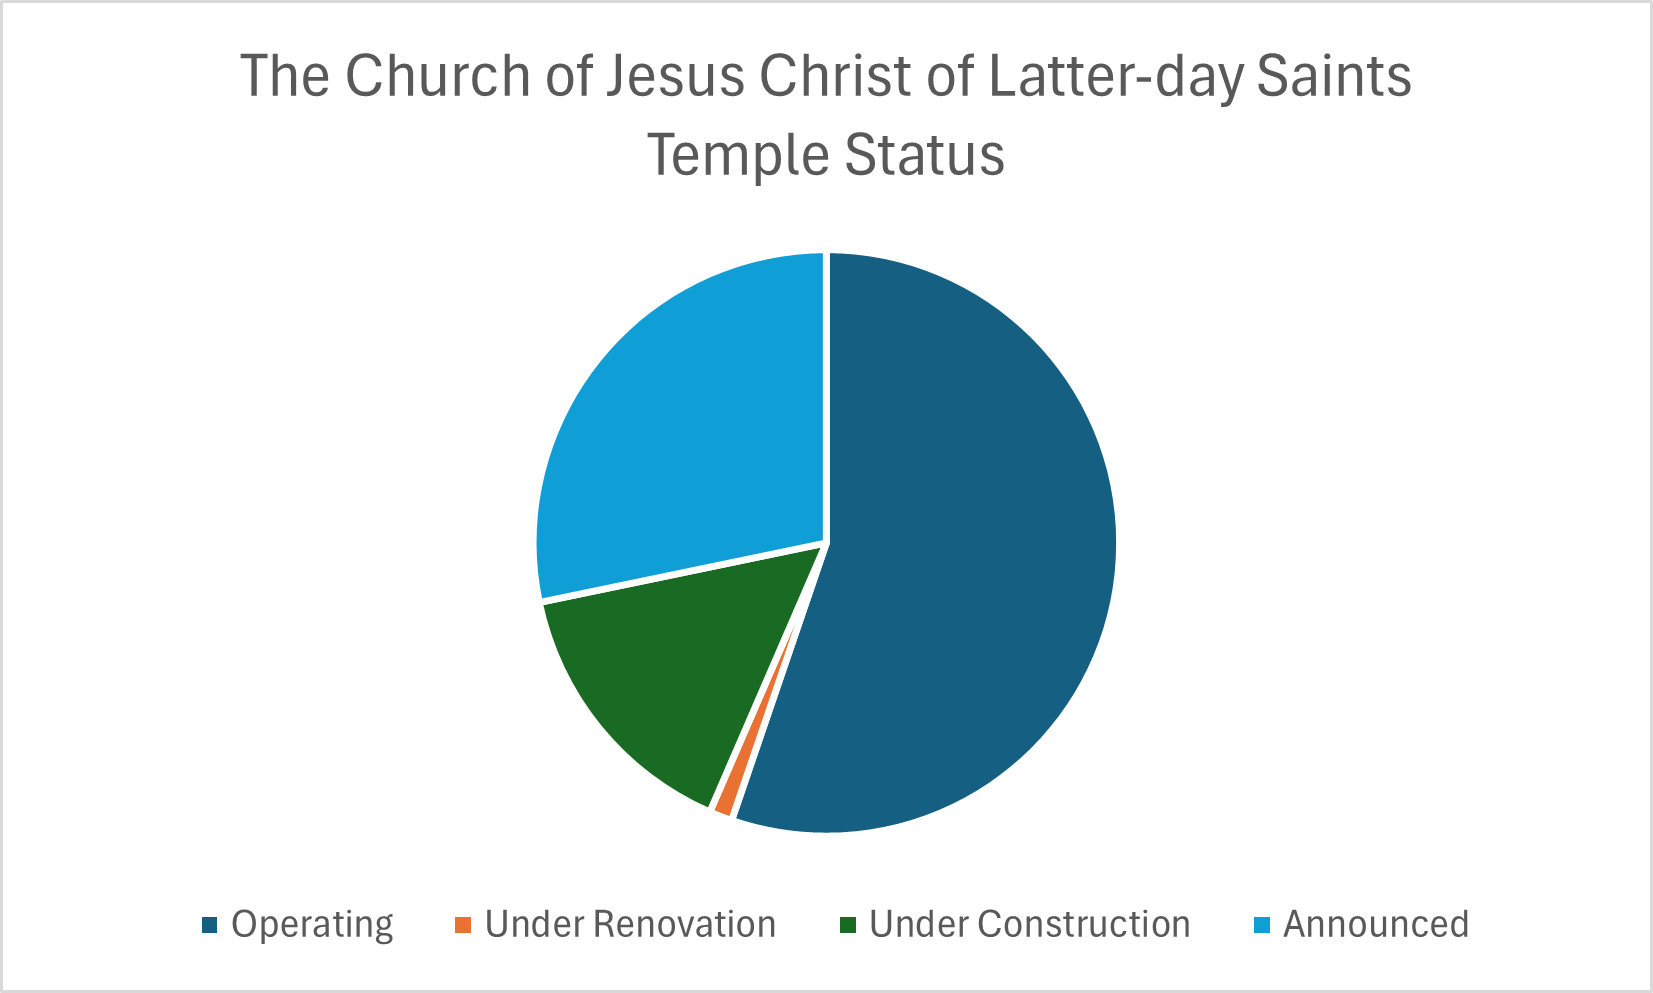 The Church of Jesus Christ of Latter-day Saints
Temple Status
Operating
Under Renovation
Under Construction
Announced